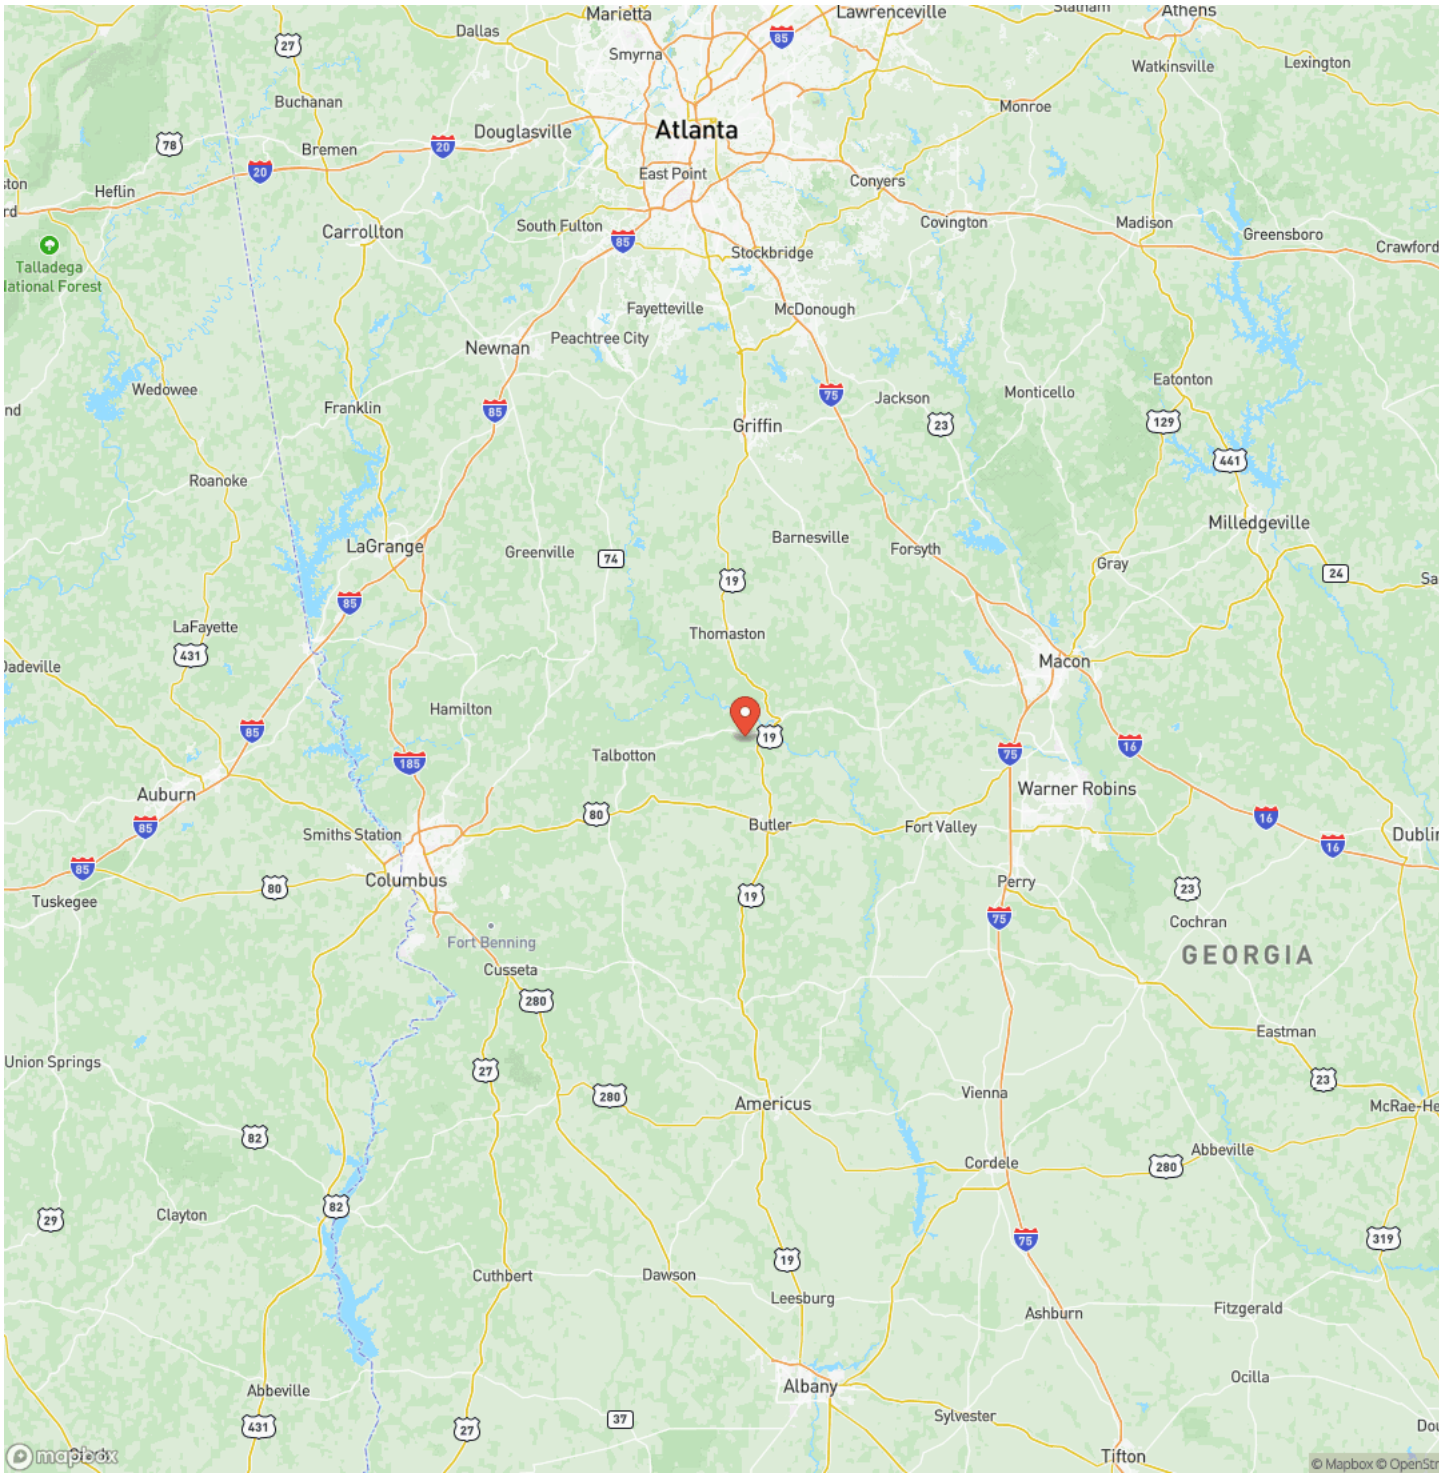 Marietta
Lawrenceville
Statham
Athens
Dallas
85
27
Smyrna
Watkinsville
Lexington
Buchanan
Monroe
Douglasville
Atlanta
78
20
Bremen
20
ston
Heflin
East Point
Conyers
rd
Carrollton
South Fulton
85
Covington
Madison
Greensboro
Crawford
Talladega
National Forest
Stockbridge
Fayetteville
McDonough
Newnan
Peachtree City
Wedowee
75
Jackson
Monticello
Eatonton
nd
Franklin
85
Griffin
23
129
441
Roanoke
Milledgeville
LaGrange
Greenville
74
Barnesville
Forsyth
Gray
24
Sa
19
85
LaFayette
Thomaston
431
Dadeville
Macon
Hamilton
85
19
16
Talbotton
75
185
Auburn
Warner Robins
80
85
Smiths Station
Butler
Fort Valley
16
16
Dublin
85
80
Columbus
Perry
23
Tuskegee
19
75
Cochran
Fort Benning
GEORGIA
Cusseta
280
Eastman
Union Springs
27
23
280
Vienna
Americus
McRae-He
82
Abbeville
Cordele
280
82
29
Clayton
75
319
19
Cuthbert
Dawson
Leesburg
Ashburn
Fitzgerald
Abbeville
Albany
Ocilla
431
27
37
Sylvester
Dou
mapbox
Tifton
© Mapbox © OpenStr